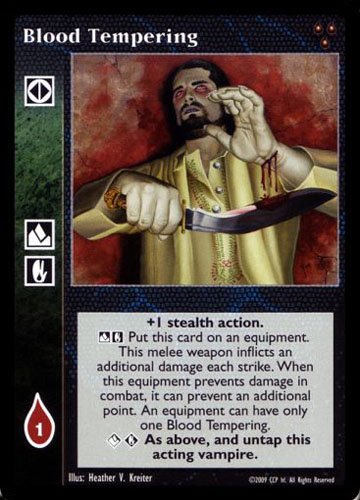 Blood Tempering
+1 stealth action.
Put this card on an equipment.
This melee weapon inflicts an
additional damage each strike. When
this equipment prevents damage in
combat, it can prevent an additional
point. An equipment can have only
one Blood Tempering.
As above, and untap this
acting vampire.
1
Illus: Heather V. Kreiter
©2009 CCP hf. All Rights Reserved